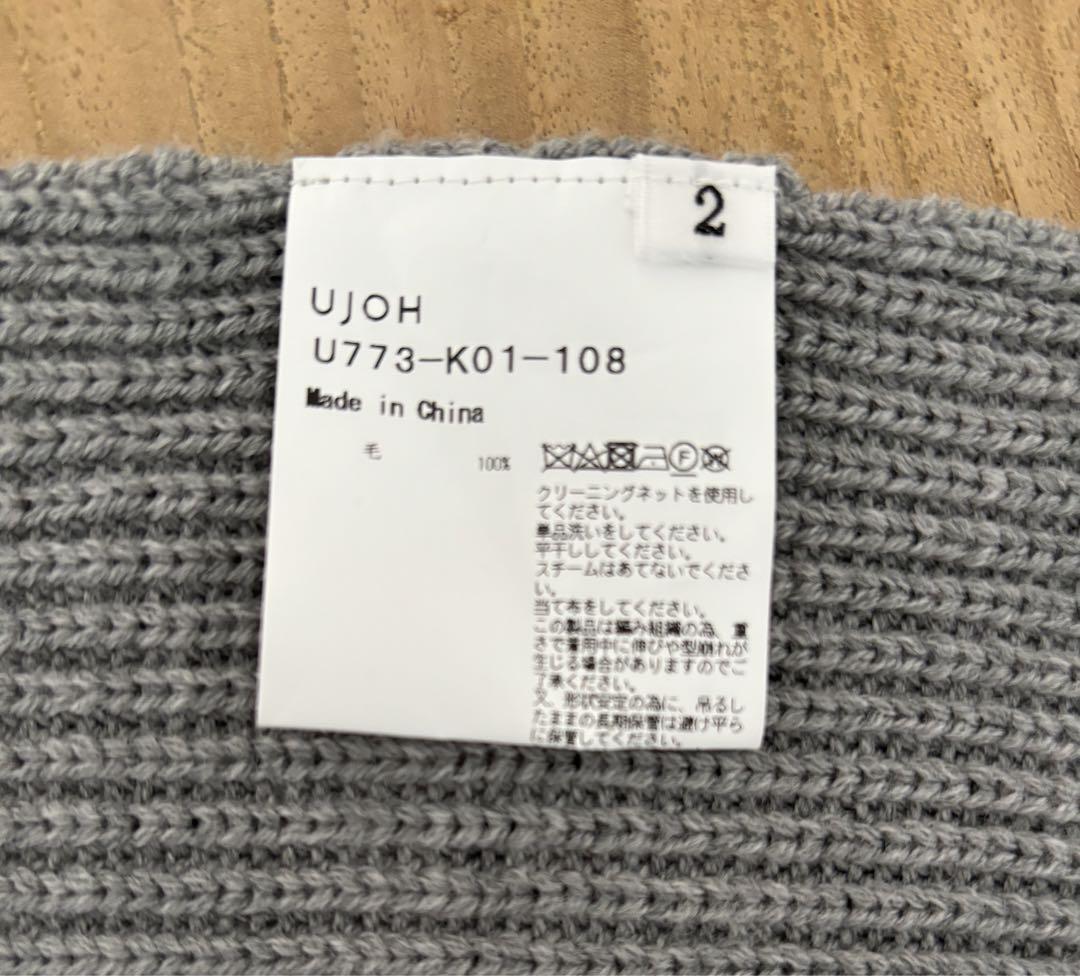 2
UJOH
U773-K01-108
Made in China
毛 100%
F
クリーニングネットを使用し
てください。
単品洗いをしてください。
平干ししてください。
スチームはあてないでくださ
い。
当て布をしてください。
この製品は編み組織の為、重
さで着用中に伸びや型崩れが
生じる場合がありますのでご
了承ください。
又、形状安定の為に、吊るし
たままの長期保管は避け平ら
に保管してください。